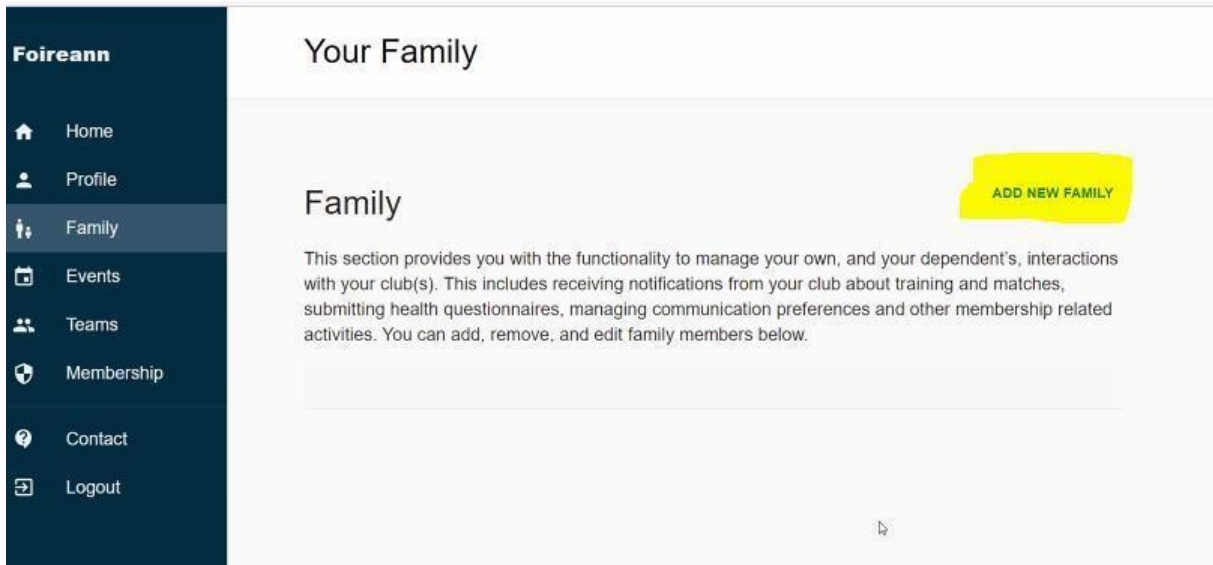 Foireann
Home
Profile
Family
Events
Teams
Membership
Contact
Logout
Your Family
Family
ADD NEW FAMILY
This section provides you with the functionality to manage your own, and your dependent's, interactions
with your club(s). This includes receiving notifications from your club about training and matches,
submitting health questionnaires, managing communication preferences and other membership related
activities. You can add, remove, and edit family members below.